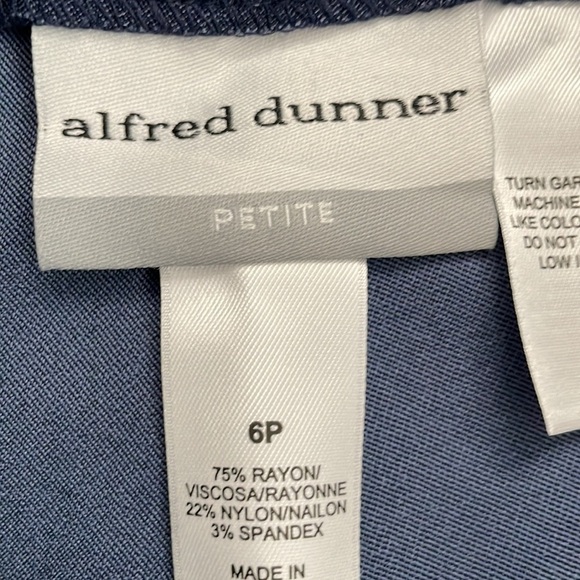 alfred dunner
PETITE
6P
75% RAYON/
VISCOSA/RAYONNE
22% NYLON/NAILON
3% SPANDEX
MADE IN
TURN GAR
MACHINE
LIKE COLO
DO NOT
LOW I